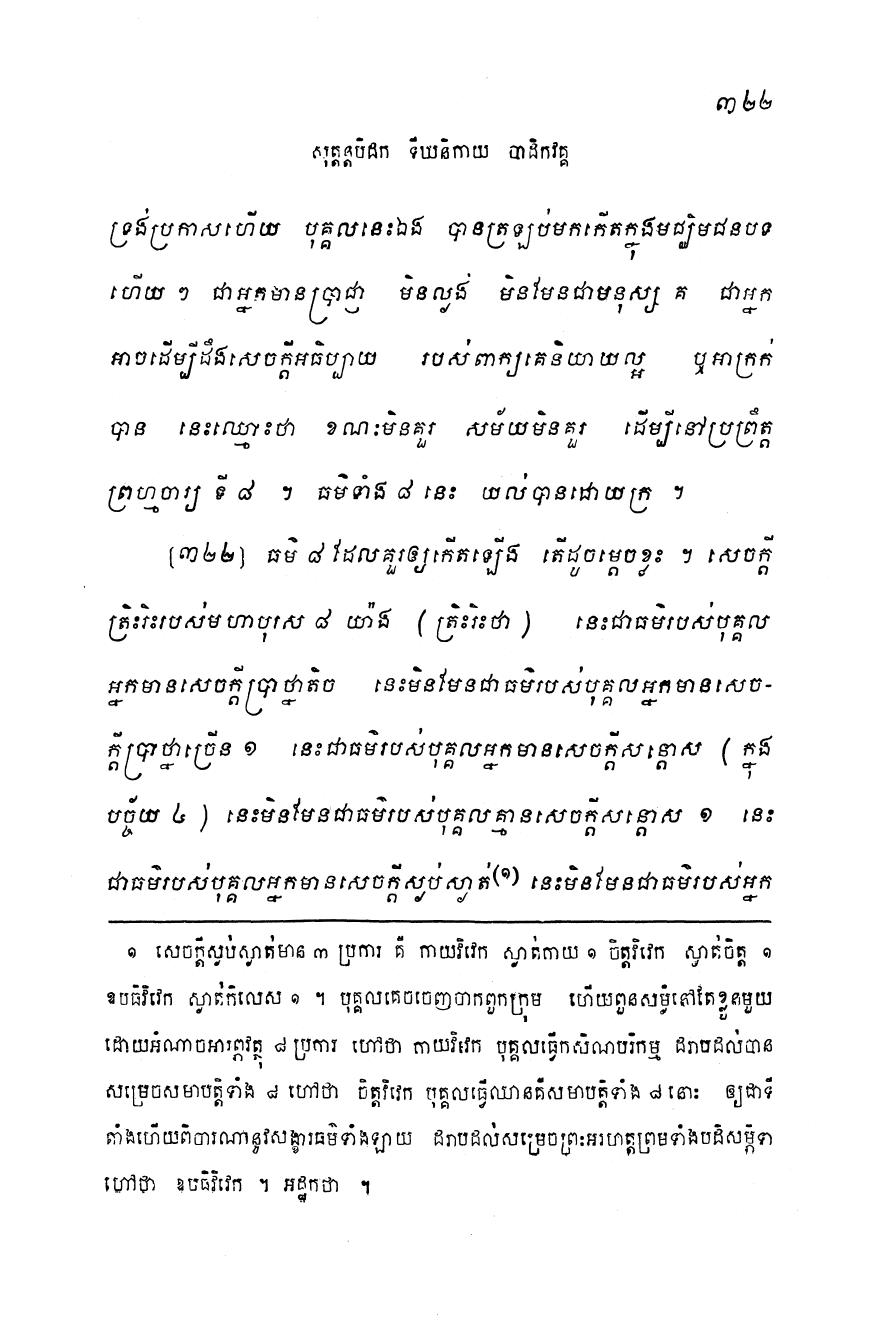 ៣២២
សុត្តន្តបិដក ទីឃនិកាយ បាដិកវគ្គ
ទ្រង់ប្រកាសហើយ បុគ្គលនេះឯង បានត្រឡប់មកកើតក្នុងមជ្ឈិមជនបទ
ហើយ ៗ ជាអ្នកមានប្រាជ្ញា មិនល្ងង់ មិនមែនជាមនុស្ស គ ជាអ្នក
អាចដើម្បីដឹងសេចក្តីអធិប្បាយ របស់ពាក្យគេនិយាយល្អ ឬអាក្រក់
បាន នេះឈ្មោះថា ខណៈមិនគួរ សម័យមិនគួរ ដើម្បីនៅប្រព្រឹត្ត
ព្រហ្មចារ្យ ទី ៨ ។ ធម៌ទាំង ៨ នេះ យល់បានដោយក្រ ។
[៣២២] ធម៌ ៨ ដែលគួរឲ្យកើតឡើង តើដូចម្តេចខ្លះ ។ សេចក្តី
ត្រិះរិះរបស់មហាបុរស ៨ យ៉ាង ( ត្រិះរិះថា ) នេះជាធម៌របស់បុគ្គល
អ្នកមានសេចក្តីប្រាថ្នាតិច នេះមិនមែនជាធម៌របស់បុគ្គលអ្នកមានសេច-
ក្តីប្រាថ្នាច្រើន ១ នេះជាធម៌របស់បុគ្គលអ្នកមានសេចក្តីសន្តោស ( ក្នុង
បច្ច័យ ៤ ) នេះមិនមែនជាធម៌របស់បុគ្គលគ្មានសេចក្តីសន្តោស ១ នេះ
ជាធម៌របស់បុគ្គលអ្នកមានសេចក្តីស្ងប់ស្ងាត់(១) នេះមិនមែនជាធម៌របស់អ្នក
១ សេចក្តីស្ងប់ស្ងាត់មាន ៣ ប្រការ គឺ កាយវិវេក ស្ងាត់កាយ ១ ចិត្តវិវេក ស្ងាត់ចិត្ត ១
ឧបធិវិវេក ស្ងាត់កិលេស ១ ។ បុគ្គលគេចចេញចាកពួកក្រុម ហើយពួនសម្ងំនៅតែខ្លួនមួយ
ដោយអំណាចអារព្ភវត្ថុ ៨ ប្រការ ហៅថា កាយវិវេក បុគ្គលធ្វើកសិណបរិកម្ម ដរាបដល់បាន
សម្រេចសមាបត្តិទាំង ៨ ហៅថា ចិត្តវិវេក បុគ្គលធ្វើឈានគឺសមាបត្តិទាំង ៨ នោះ ឲ្យជាទី
តាំងហើយពិចារណានូវសង្ខារធម៌ទាំងឡាយ ដរាបដល់សម្រេចព្រះអរហត្តព្រមទាំងបដិសម្ភិទា
ហៅថា ឧបធិវិវេក ។ អដ្ឋកថា ។